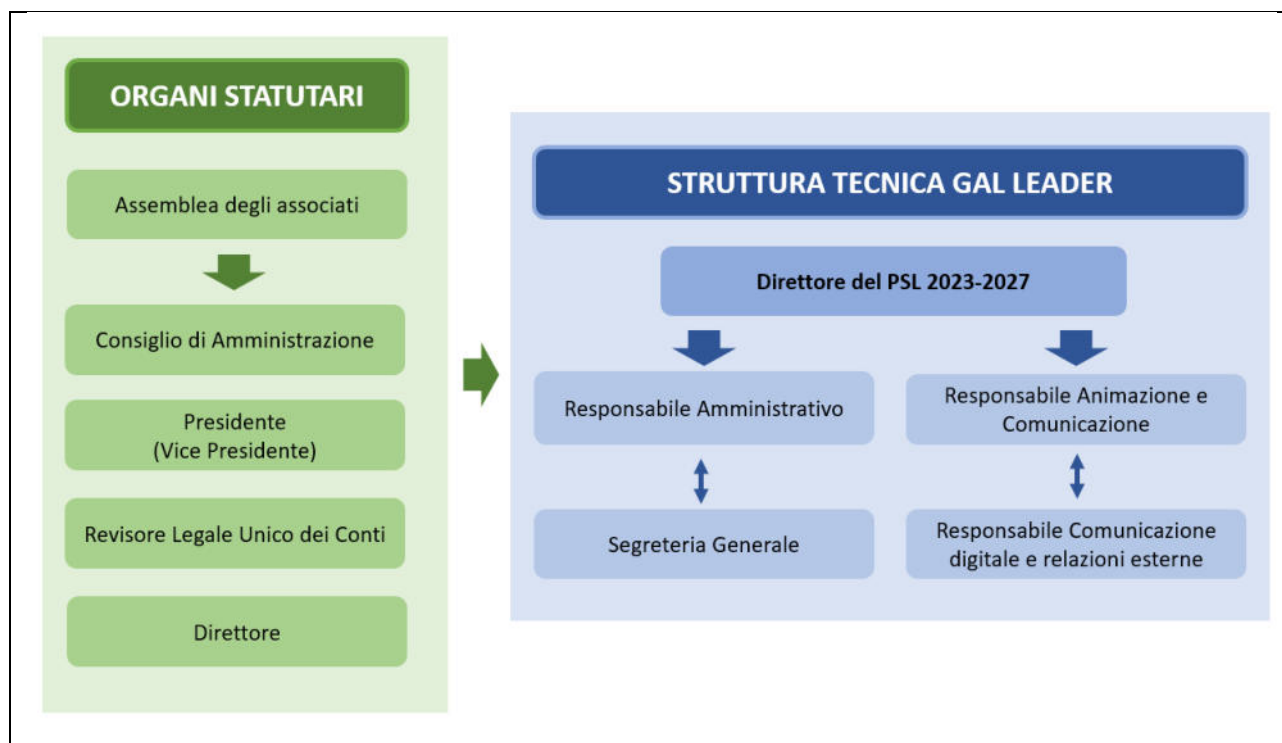 ORGANI STATUTARI
Assemblea degli associati
Consiglio di Amministrazione
Presidente
(Vice Presidente)
Revisore Legale Unico dei Conti
Direttore
STRUTTURA TECNICA GAL LEADER
Direttore del PSL 2023-2027
Responsabile Amministrativo
Segreteria Generale
Responsabile Animazione e
Comunicazione
Responsabile Comunicazione
digitale e relazioni esterne